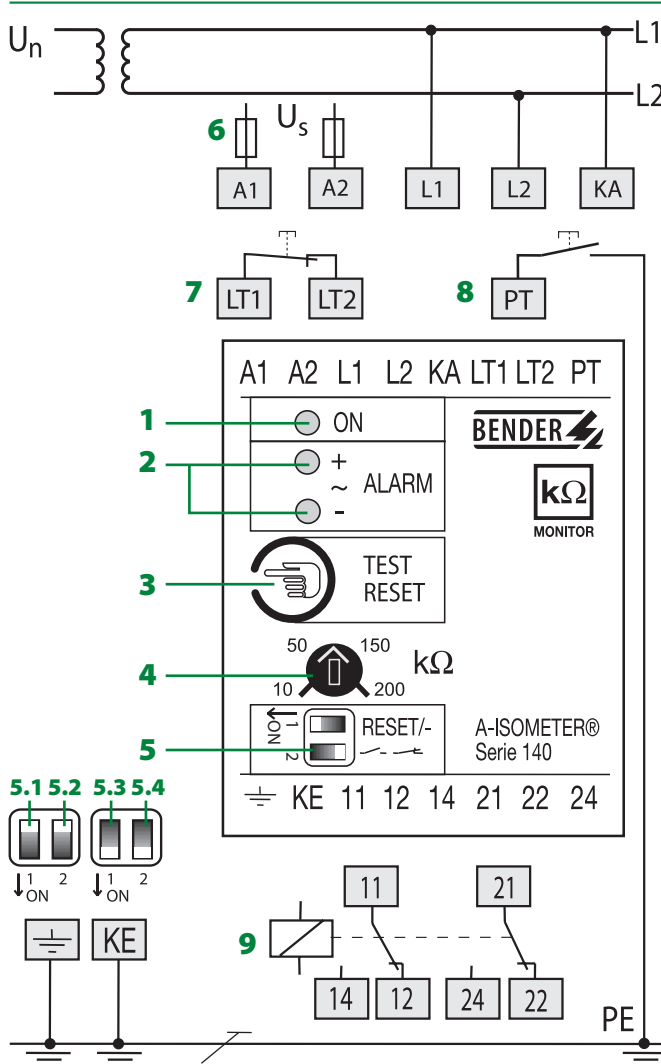 Un
L1
L2
6
Us
A1 A2 L1 L2 KA
7 LT1 LT2 8 PT
A1 A2 L1 L2 KA LT1 LT2 PT
1 ON
BENDER
2 + ~ - ALARM
kΩ
MONITOR
3 TEST
RESET
50 150 kΩ
4
10 200
ON 1 2
RESET/-
5
A-ISOMETER®
Serie 140
KE 11 12 14 21 22 24
5.1 5.2 5.3 5.4
1 2 1 2
ON ON
KE
11 21
9
14 12 24 22
PE